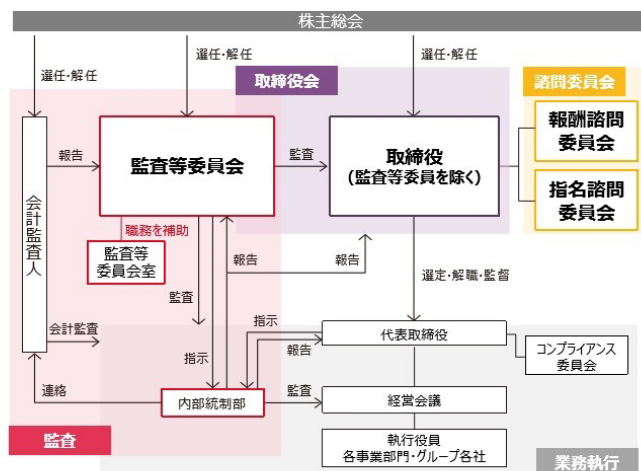 株主総会
選任・解任
選任・解任
選任・解任
取締役会
諮問委員会
会計監査人
報告
監査等委員会
監査
取締役
(監査等委員を除く)
報酬諮問
委員会
指名諮問
委員会
職務を補助
監査等
委員会室
報告
報告
監査
選定・解職・監督
会計監査
指示
指示
報告
代表取締役
コンプライアンス
委員会
連絡
内部統制部
監査
経営会議
執行役員
各事業部門・グループ各社
監査
業務執行